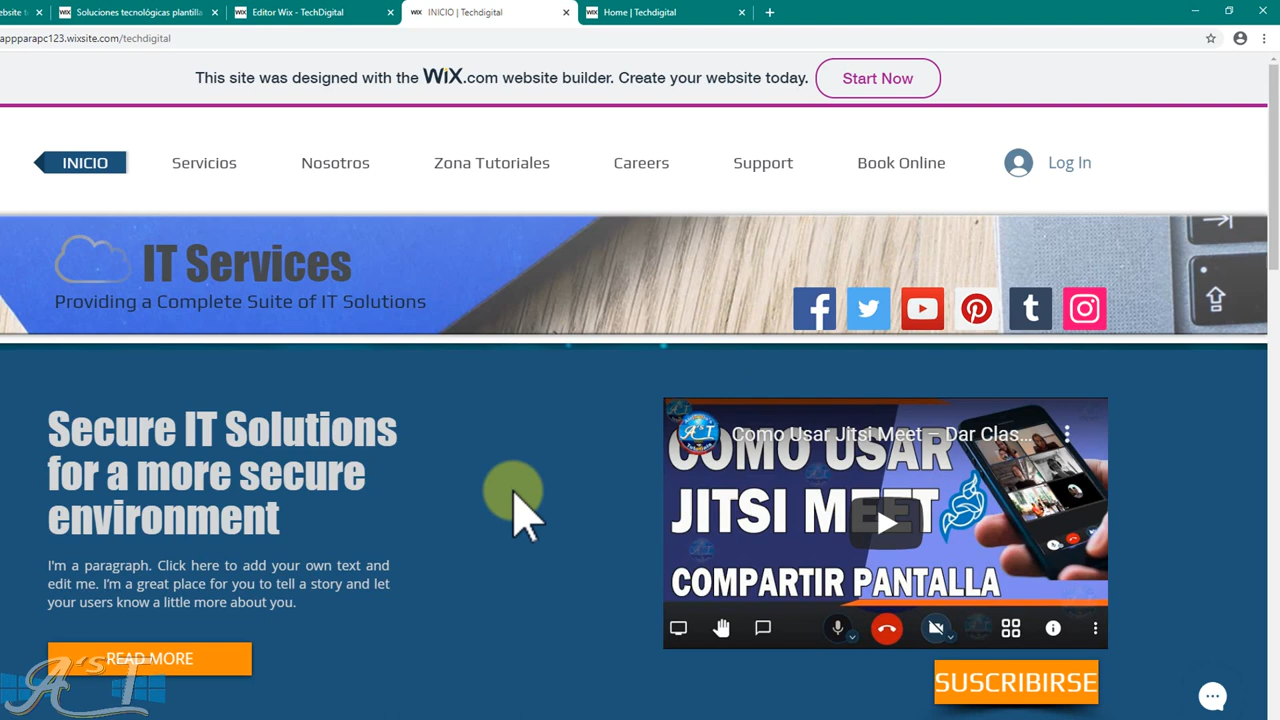 ebsite t
WiX Soluciones tecnológicas plantilla
WiX Editor Wix - TechDigital
WiX INICIO | Techdigital
WiX Home | Techdigital
appparapc123.wixsite.com/techdigital
This site was designed with the WiX.com website builder. Create your website today.
Start Now
INICIO
Servicios
Nosotros
Zona Tutoriales
Careers
Support
Book Online
Log In
IT Services
Providing a Complete Suite of IT Solutions
Secure IT Solutions
for a more secure
environment
I'm a paragraph. Click here to add your own text and
edit me. I'm a great place for you to tell a story and let
your users know a little more about you.
READ MORE
A's T
Como Usar Jitsi Meet – Dar Clas...
COMO USAR
JITSI MEET
COMPARTIR PANTALLA
SUSCRIBIRSE